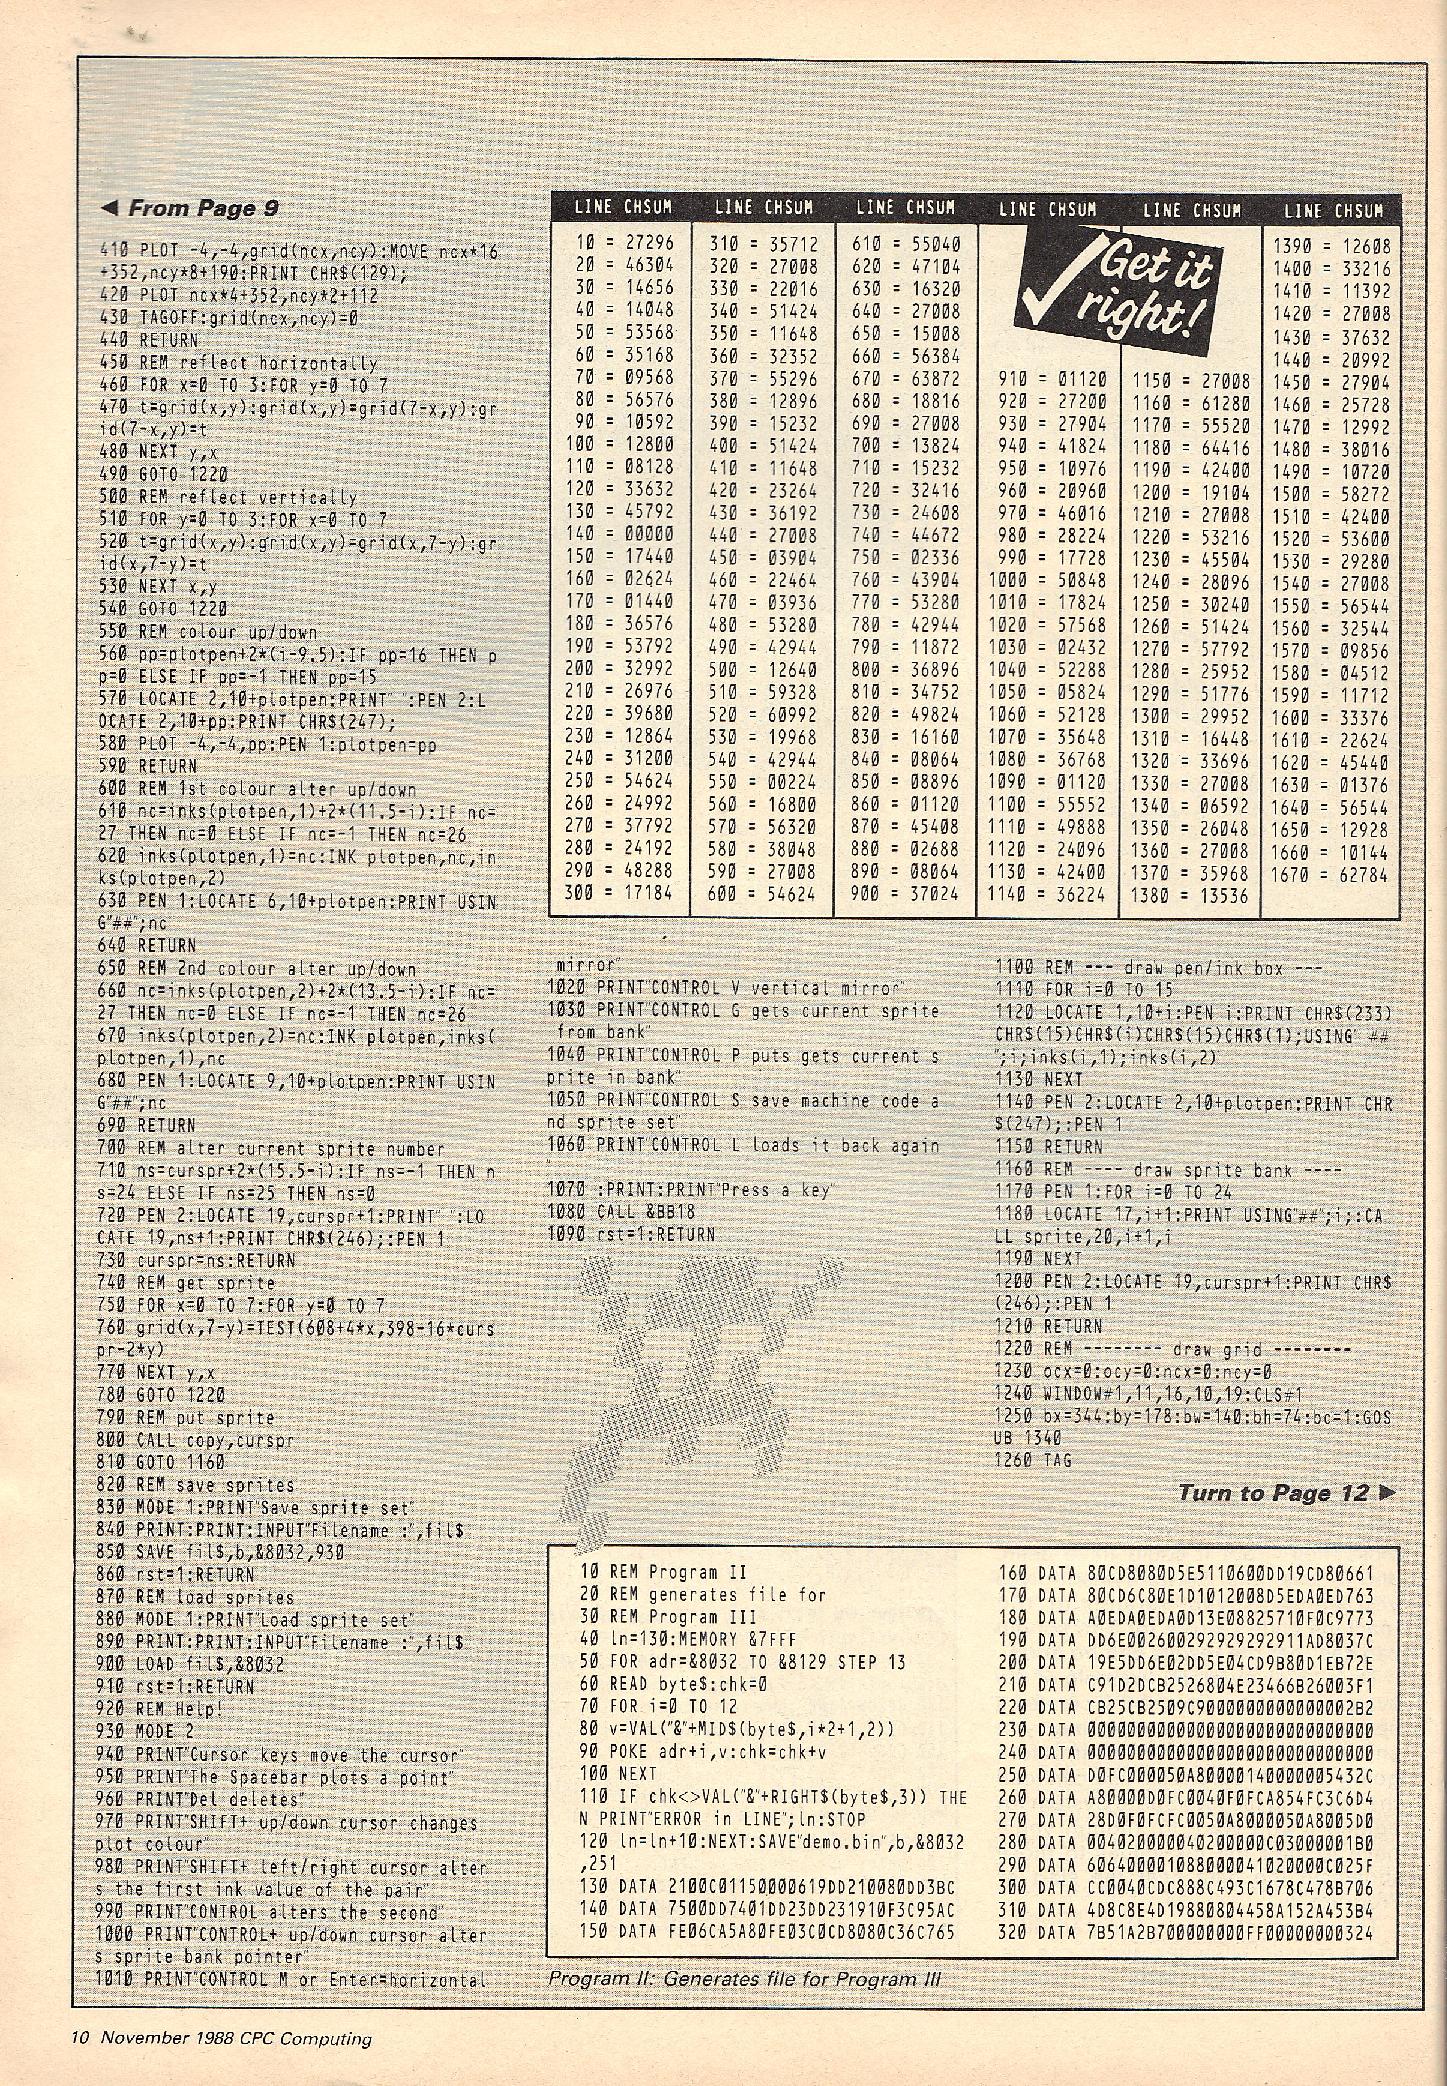 ◄ From Page 9
410 PLOT -4,-4,grid(ncx,ncy):MOVE ncx*16
+352,ncy*8+190:PRINT CHR$(129);
420 PLOT ncx*4+352,ncy*2+112
430 TAGOFF:grid(ncx,ncy)=0
440 RETURN
450 REM reflect horizontally
460 FOR x=0 TO 3:FOR y=0 TO 7
470 t=grid(x,y):grid(x,y)=grid(7-x,y):gr
id(7-x,y)=t
480 NEXT y,x
490 GOTO 1220
500 REM reflect vertically
510 FOR y=0 TO 3:FOR x=0 TO 7
520 t=grid(x,y):grid(x,y)=grid(x,7-y):gr
id(x,7-y)=t
530 NEXT x,y
540 GOTO 1220
550 REM colour up/down
560 pp=plotpen+2*(i-9.5):IF pp=16 THEN p
p=0 ELSE IF pp=-1 THEN pp=15
570 LOCATE 2,10+plotpen:PRINT" ":PEN 2:L
OCATE 2,10+pp:PRINT CHR$(247);
580 PLOT -4,-4,pp:PEN 1:plotpen=pp
590 RETURN
600 REM 1st colour alter up/down
610 nc=inks(plotpen,1)+2*(11.5-i):IF nc=
27 THEN nc=0 ELSE IF nc=-1 THEN nc=26
620 inks(plotpen,1)=nc:INK plotpen,nc,in
ks(plotpen,2)
630 PEN 1:LOCATE 6,10+plotpen:PRINT USIN
G"##";nc
640 RETURN
650 REM 2nd colour alter up/down
660 nc=inks(plotpen,2)+2*(13.5-i):IF nc=
27 THEN nc=0 ELSE IF nc=-1 THEN nc=26
670 inks(plotpen,2)=nc:INK plotpen,inks(
plotpen,1),nc
680 PEN 1:LOCATE 9,10+plotpen:PRINT USIN
G"##";nc
690 RETURN
700 REM alter current sprite number
710 ns=curspr+2*(15.5-i):IF ns=-1 THEN n
s=24 ELSE IF ns=25 THEN ns=0
720 PEN 2:LOCATE 19,curspr+1:PRINT" ":LO
CATE 19,ns+1:PRINT CHR$(246);:PEN 1
730 curspr=ns:RETURN
740 REM get sprite
750 FOR x=0 TO 7:FOR y=0 TO 7
760 grid(x,7-y)=TEST(608+4*x,398-16*curs
pr-2*y)
770 NEXT y,x
780 GOTO 1220
790 REM put sprite
800 CALL copy,curspr
810 GOTO 1160
820 REM save sprites
830 MODE 1:PRINT"Save sprite set"
840 PRINT:PRINT:INPUT"Filename :",fil$
850 SAVE fil$,b,&8032,930
860 rst=1:RETURN
870 REM load sprites
880 MODE 1:PRINT"Load sprite set"
890 PRINT:PRINT:INPUT"Filename :",fil$
900 LOAD fil$,&8032
910 rst=1:RETURN
920 REM Help!
930 MODE 2
940 PRINT"Cursor keys move the cursor"
950 PRINT"The Spacebar plots a point"
960 PRINT"Del deletes"
970 PRINT"SHIFT+ up/down cursor changes
plot colour"
980 PRINT"SHIFT+ left/right cursor alter
s the first ink value of the pair"
990 PRINT"CONTROL alters the second"
1000 PRINT"CONTROL+ up/down cursor alter
s sprite bank pointer"
1010 PRINT"CONTROL M or Enter=horizontal
LINE CHSUM
10 = 27296
20 = 46304
30 = 14656
40 = 14048
50 = 53568
60 = 35168
70 = 09568
80 = 56576
90 = 10592
100 = 12800
110 = 08128
120 = 33632
130 = 45792
140 = 00000
150 = 17440
160 = 02624
170 = 01440
180 = 36576
190 = 53792
200 = 32992
210 = 26976
220 = 39680
230 = 12864
240 = 31200
250 = 54624
260 = 24992
270 = 37792
280 = 24192
290 = 48288
300 = 17184
LINE CHSUM
310 = 35712
320 = 27008
330 = 22016
340 = 51424
350 = 11648
360 = 32352
370 = 55296
380 = 12896
390 = 15232
400 = 51424
410 = 11648
420 = 23264
430 = 36192
440 = 27008
450 = 03904
460 = 22464
470 = 03936
480 = 53280
490 = 42944
500 = 12640
510 = 59328
520 = 60992
530 = 19968
540 = 42944
550 = 00224
560 = 16800
570 = 56320
580 = 38048
590 = 27008
600 = 54624
LINE CHSUM
610 = 55040
620 = 47104
630 = 16320
640 = 27008
650 = 15008
660 = 56384
670 = 63872
680 = 18816
690 = 27008
700 = 13824
710 = 15232
720 = 32416
730 = 24608
740 = 44672
750 = 02336
760 = 43904
770 = 53280
780 = 42944
790 = 11872
800 = 36896
810 = 34752
820 = 49824
830 = 16160
840 = 08064
850 = 08896
860 = 01120
870 = 45408
880 = 02688
890 = 08064
900 = 37024
LINE CHSUM
Get it
right!
910 = 01120
920 = 27200
930 = 27904
940 = 41824
950 = 10976
960 = 20960
970 = 46016
980 = 28224
990 = 17728
1000 = 50848
1010 = 17824
1020 = 57568
1030 = 02432
1040 = 52288
1050 = 05824
1060 = 52128
1070 = 35648
1080 = 36768
1090 = 01120
1100 = 55552
1110 = 49888
1120 = 24096
1130 = 42400
1140 = 36224
LINE CHSUM
1150 = 27008
1160 = 61280
1170 = 55520
1180 = 64416
1190 = 42400
1200 = 19104
1210 = 27008
1220 = 53216
1230 = 45504
1240 = 28096
1250 = 30240
1260 = 51424
1270 = 57792
1280 = 25952
1290 = 51776
1300 = 29952
1310 = 16448
1320 = 33696
1330 = 27008
1340 = 06592
1350 = 26048
1360 = 27008
1370 = 35968
1380 = 13536
LINE CHSUM
1390 = 12608
1400 = 33216
1410 = 11392
1420 = 27008
1430 = 37632
1440 = 20992
1450 = 27904
1460 = 25728
1470 = 12992
1480 = 38016
1490 = 10720
1500 = 58272
1510 = 42400
1520 = 53600
1530 = 29280
1540 = 27008
1550 = 56544
1560 = 32544
1570 = 09856
1580 = 04512
1590 = 11712
1600 = 33376
1610 = 22624
1620 = 45440
1630 = 01376
1640 = 56544
1650 = 12928
1660 = 10144
1670 = 62784
mirror"
1020 PRINT"CONTROL V vertical mirror"
1030 PRINT"CONTROL G gets current sprite
from bank"
1040 PRINT"CONTROL P puts gets current s
prite in bank"
1050 PRINT"CONTROL S save machine code a
nd sprite set"
1060 PRINT"CONTROL L loads it back again
"
1070 :PRINT:PRINT"Press a key"
1080 CALL &BB18
1090 rst=1:RETURN
1100 REM --- draw pen/ink box ---
1110 FOR i=0 TO 15
1120 LOCATE 1,10+i:PEN i:PRINT CHR$(233)
CHR$(15)CHR$(i)CHR$(15)CHR$(1);USING" ##
";i;inks(i,1);inks(i,2)
1130 NEXT
1140 PEN 2:LOCATE 2,10+plotpen:PRINT CHR
$(247);:PEN 1
1150 RETURN
1160 REM ---- draw sprite bank ----
1170 PEN 1:FOR i=0 TO 24
1180 LOCATE 17,i+1:PRINT USING"##";i;:CA
LL sprite,20,i+1,i
1190 NEXT
1200 PEN 2:LOCATE 19,curspr+1:PRINT CHR$
(246);:PEN 1
1210 RETURN
1220 REM -------- draw grid --------
1230 ocx=0:ocy=0:ncx=0:ncy=0
1240 WINDOW#1,11,16,10,19:CLS#1
1250 bx=344:by=178:bw=140:bh=74:bc=1:GOS
UB 1340
1260 TAG
Turn to Page 12 ►
10 REM Program II
20 REM generates file for
30 REM Program III
40 ln=130:MEMORY &7FFF
50 FOR adr=&8032 TO &8129 STEP 13
60 READ byte$:chk=0
70 FOR i=0 TO 12
80 v=VAL("&"+MID$(byte$,i*2+1,2))
90 POKE adr+i,v:chk=chk+v
100 NEXT
110 IF chk<>VAL("&"+RIGHT$(byte$,3)) THE
N PRINT"ERROR in LINE";ln:STOP
120 ln=ln+10:NEXT:SAVE"demo.bin",b,&8032
,251
130 DATA 2100C01150000619DD210080DD3BC
140 DATA 7500DD7401DD23DD231910F3C95AC
150 DATA FE06CA5A80FE03C0CD8080C36C765
160 DATA 80CD8080D5E5110600DD19CD80661
170 DATA 80CD6C80E1D1012008D5EDA0ED763
180 DATA A0EDA0EDA0D13E08825710F0C9773
190 DATA DD6E002600292929292911AD8037C
200 DATA 19E5DD6E02DD5E04CD9B80D1EB72E
210 DATA C91D2DCB2526804E23466B26003F1
220 DATA CB25CB2509C9000000000000002B2
230 DATA 00000000000000000000000000000
240 DATA 00000000000000000000000000000
250 DATA D0FC000050A80000140000005432C
260 DATA A80000D0FC0040F0FCA854FC3C6D4
270 DATA 28D0F0FCFC0050A8000050A8005D0
280 DATA 00402000040200000C03000001B0
290 DATA 6064000010880000041020000C025F
300 DATA CC0040CDC888C493C1678C478B706
310 DATA 4D8C8E4D19880804458A152A453B4
320 DATA 7B51A2B700000000FF00000000324
Program II: Generates file for Program III
10 November 1988 CPC Computing